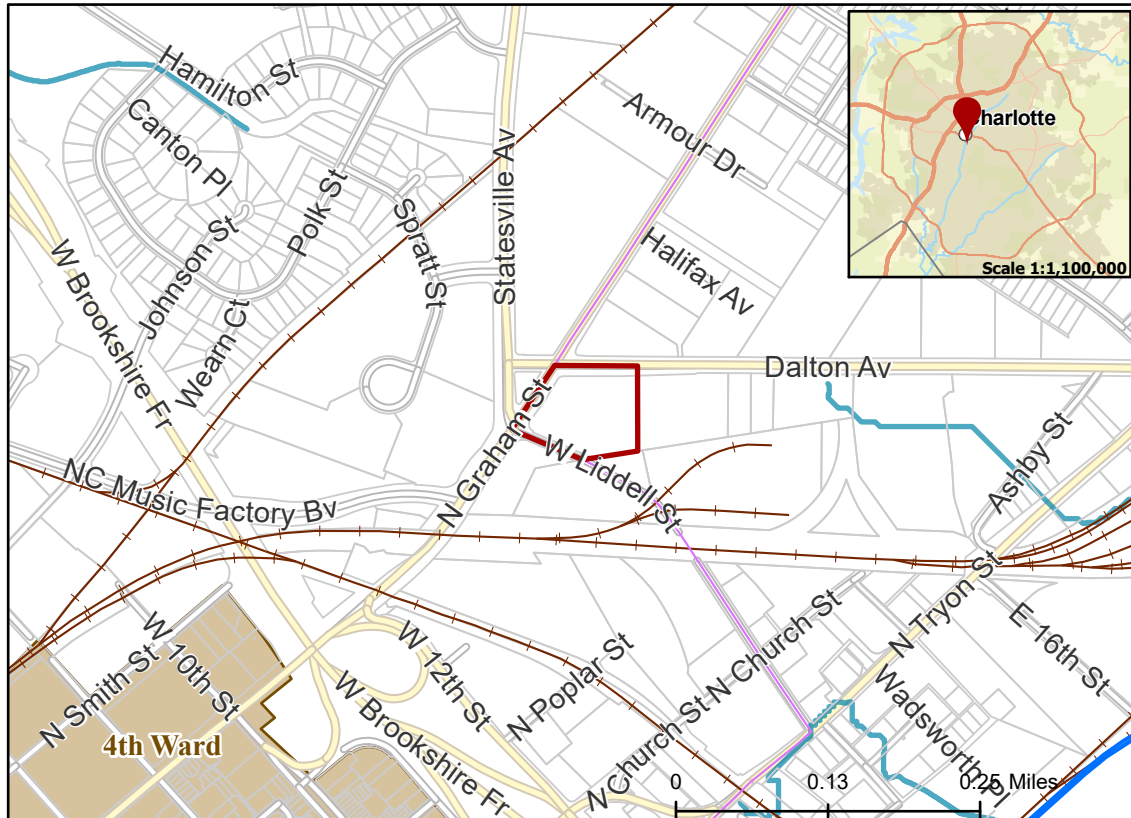 Hamilton St
Canton Pl
Johnson St
Polk St
Wearn Ct
Spratt St
Statesville Av
Armour Dr
Halifax Av
harlotte
Scale 1:1,100,000
W Brookshire Fr
Dalton Av
N Graham St
W Liddell St
NC Music Factory Bv
Ashby St
N Tryon St
E 16th St
N Smith St
W 10th St
W 12th St
N Poplar St
N Church St
N Church St
Wadsworth Pl
4th Ward
W Brookshire Fr
0 0.13 0.25 Miles